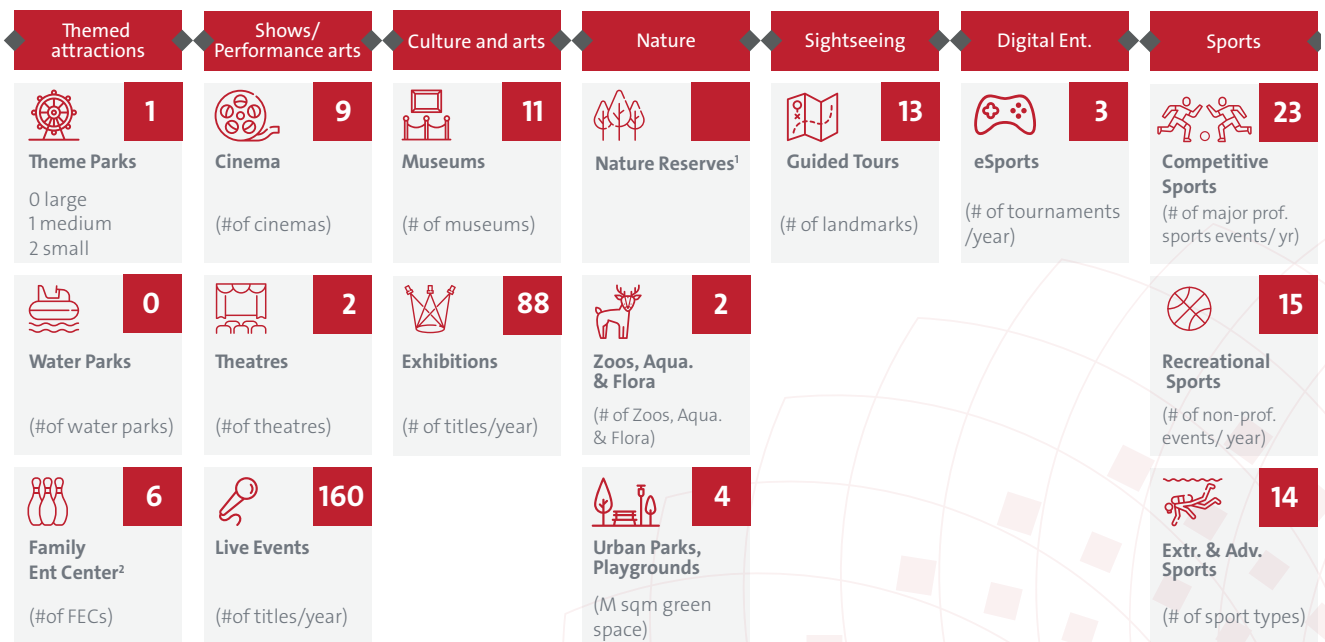 Themed
attractions
Shows/
Performance arts
Culture and arts
Nature
Sightseeing
Digital Ent.
Sports
1
Theme Parks
0 large
1 medium
2 small
9
Cinema
(#of cinemas)
11
Museums
(# of museums)
Nature Reserves¹
13
Guided Tours
(# of landmarks)
3
eSports
(# of tournaments
/year)
23
Competitive
Sports
(# of major prof.
sports events/ yr)
0
Water Parks
(#of water parks)
2
Theatres
(#of theatres)
88
Exhibitions
(# of titles/year)
2
Zoos, Aqua.
& Flora
(# of Zoos, Aqua.
& Flora)
15
Recreational
Sports
(# of non-prof.
events/ year)
6
Family
Ent Center²
(#of FECs)
160
Live Events
(#of titles/year)
4
Urban Parks,
Playgrounds
(M sqm green
space)
14
Extr. & Adv.
Sports
(# of sport types)